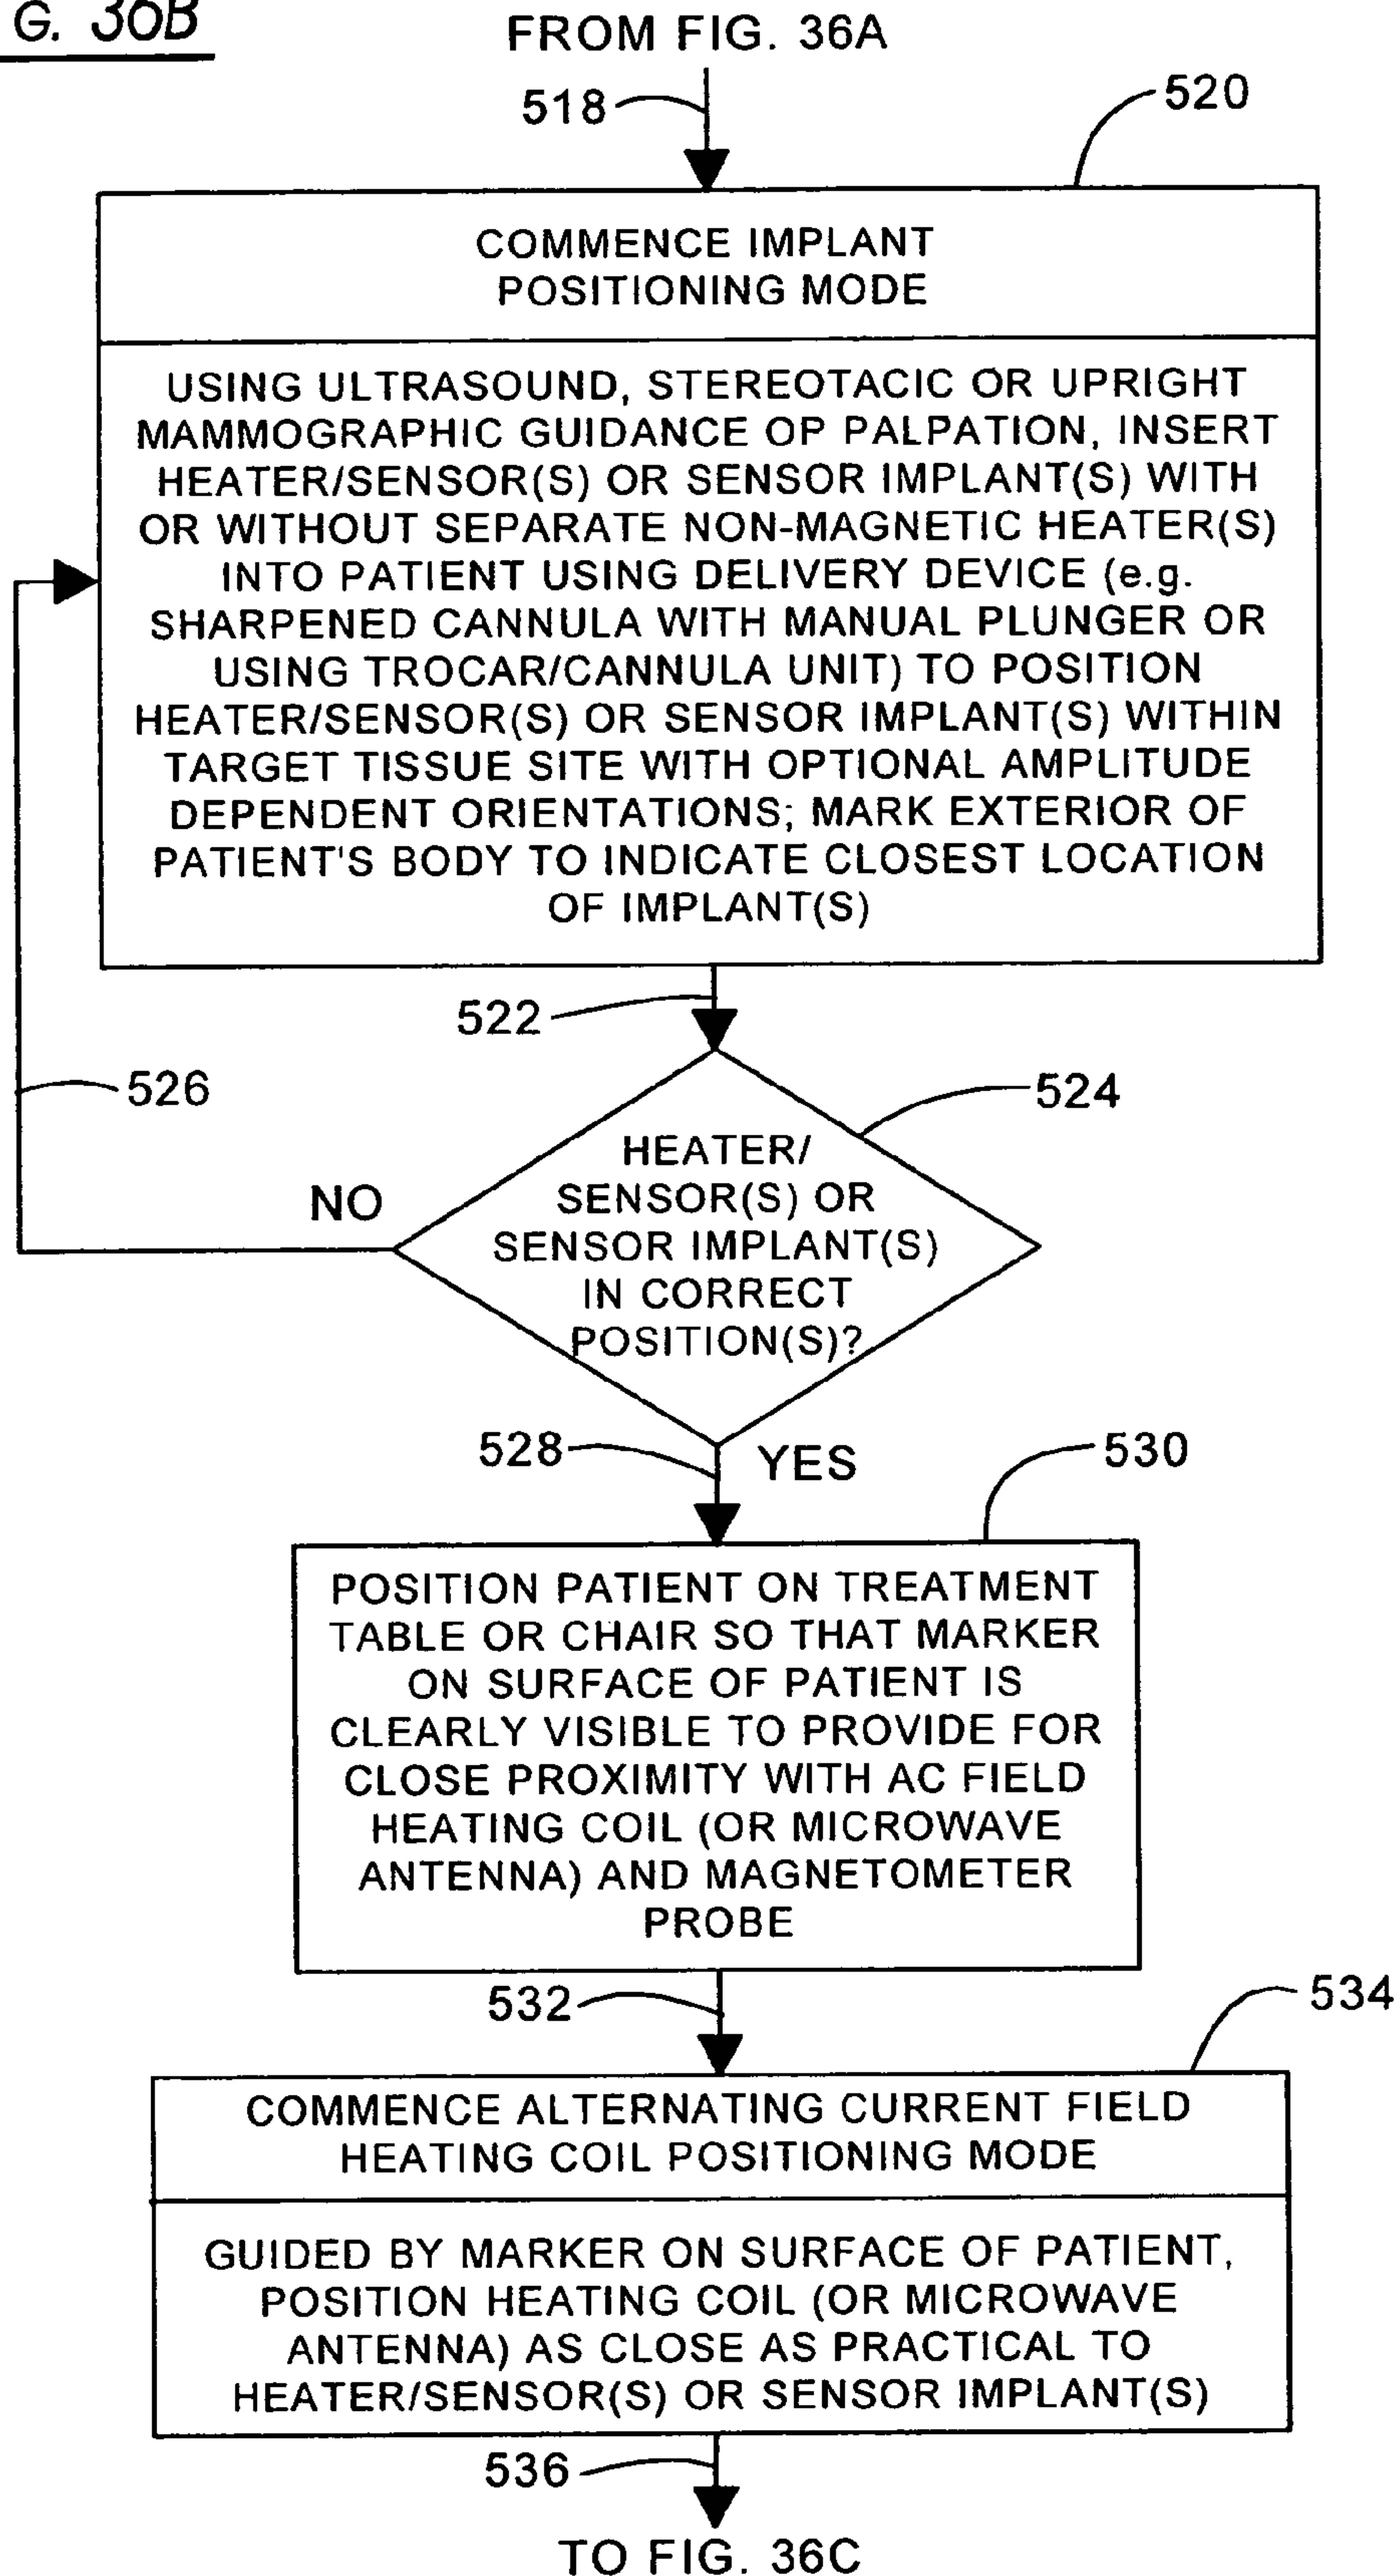 G. 36B
FROM FIG. 36A
518
520
COMMENCE IMPLANT
POSITIONING MODE
USING ULTRASOUND, STEREOTACIC OR UPRIGHT
MAMMOGRAPHIC GUIDANCE OP PALPATION, INSERT
HEATER/SENSOR(S) OR SENSOR IMPLANT(S) WITH
OR WITHOUT SEPARATE NON-MAGNETIC HEATER(S)
INTO PATIENT USING DELIVERY DEVICE (e.g.
SHARPENED CANNULA WITH MANUAL PLUNGER OR
USING TROCAR/CANNULA UNIT) TO POSITION
HEATER/SENSOR(S) OR SENSOR IMPLANT(S) WITHIN
TARGET TISSUE SITE WITH OPTIONAL AMPLITUDE
DEPENDENT ORIENTATIONS; MARK EXTERIOR OF
PATIENT'S BODY TO INDICATE CLOSEST LOCATION
OF IMPLANT(S)
522
526
524
NO
HEATER/
SENSOR(S) OR
SENSOR IMPLANT(S)
IN CORRECT
POSITION(S)?
528
YES
530
POSITION PATIENT ON TREATMENT
TABLE OR CHAIR SO THAT MARKER
ON SURFACE OF PATIENT IS
CLEARLY VISIBLE TO PROVIDE FOR
CLOSE PROXIMITY WITH AC FIELD
HEATING COIL (OR MICROWAVE
ANTENNA) AND MAGNETOMETER
PROBE
532
534
COMMENCE ALTERNATING CURRENT FIELD
HEATING COIL POSITIONING MODE
GUIDED BY MARKER ON SURFACE OF PATIENT,
POSITION HEATING COIL (OR MICROWAVE
ANTENNA) AS CLOSE AS PRACTICAL TO
HEATER/SENSOR(S) OR SENSOR IMPLANT(S)
536
TO FIG. 36C